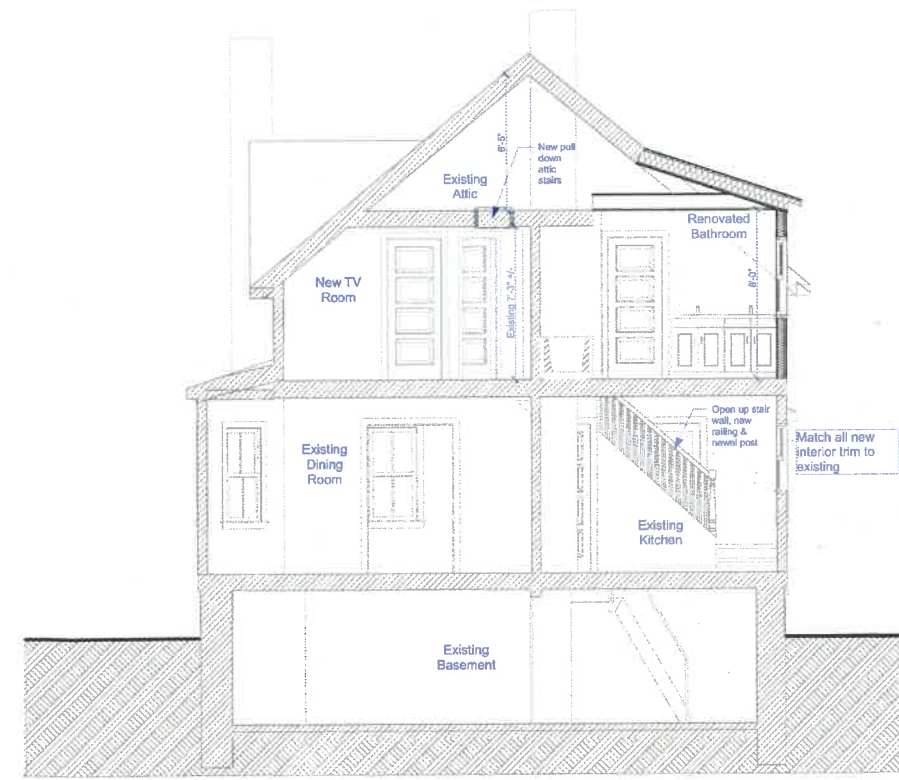 8'-5"
New pull
down
attic
stairs
Existing
Attic
Renovated
Bathroom
New TV
Room
Existing 7'-3" +/-
8'-0"
Open up stair
wall, new
railing &
newel post
Match all new
interior trim to
existing
Existing
Dining
Room
Existing
Kitchen
Existing
Basement